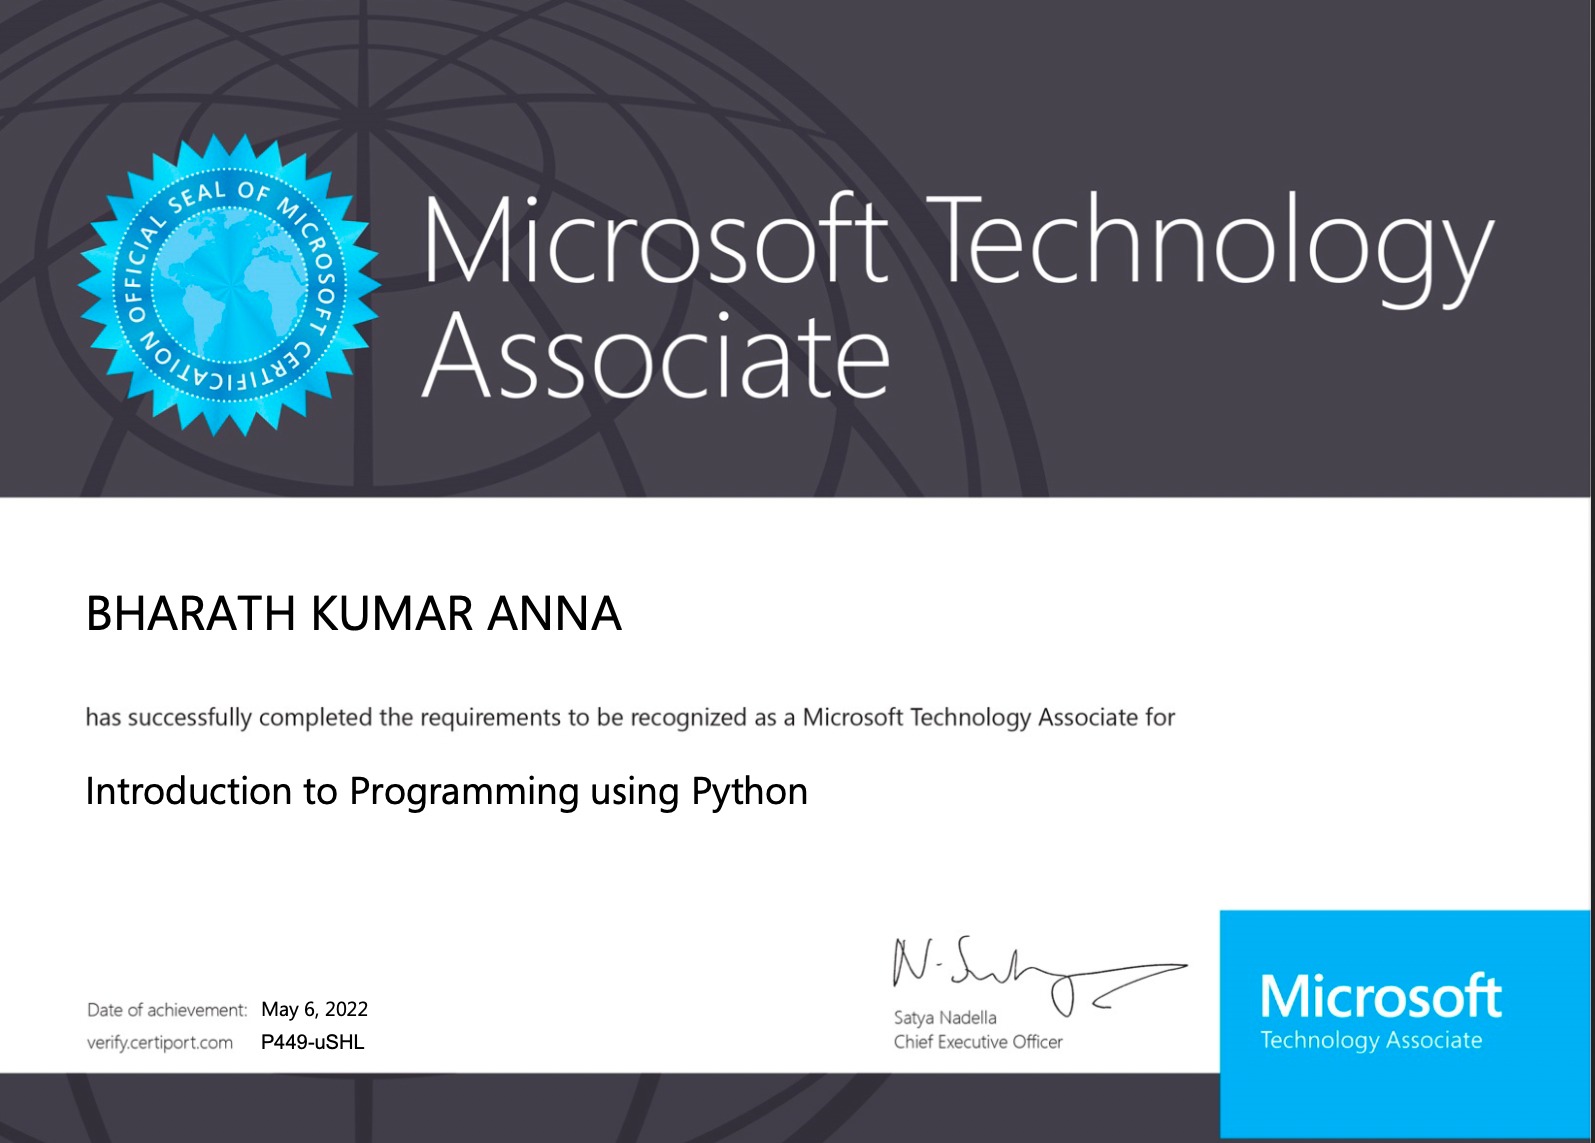 OFFICIAL SEAL OF MICROSOFT CERTIFICATION
Microsoft Technology
Associate
BHARATH KUMAR ANNA
has successfully completed the requirements to be recognized as a Microsoft Technology Associate for
Introduction to Programming using Python
Date of achievement: May 6, 2022
verify.certiport.com P449-uSHL
Satya Nadella
Chief Executive Officer
Microsoft
Technology Associate